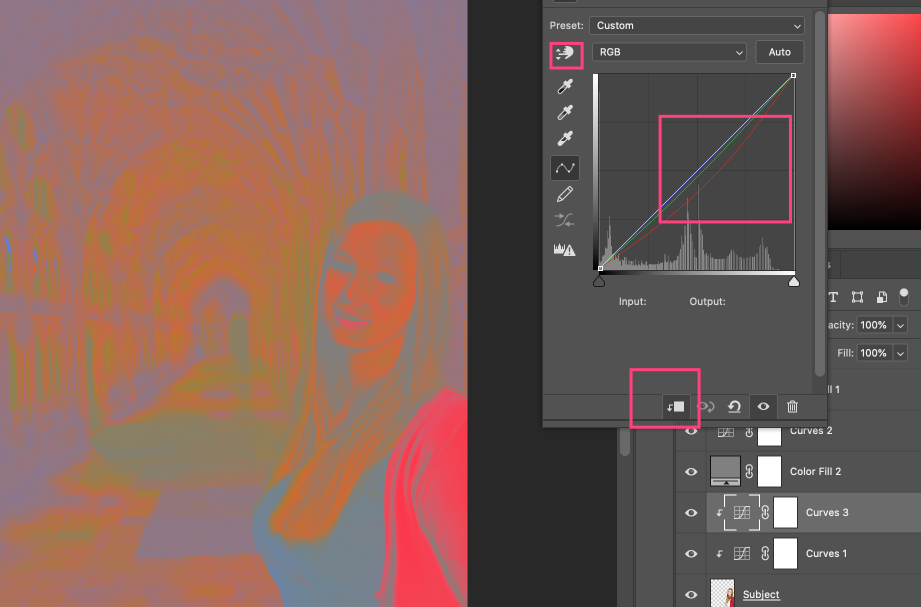 Preset: Custom
RGB Auto
Input: Output:
s
T
acity: 100%
Fill: 100%
ll 1
Curves 2
Color Fill 2
Curves 3
Curves 1
Subject